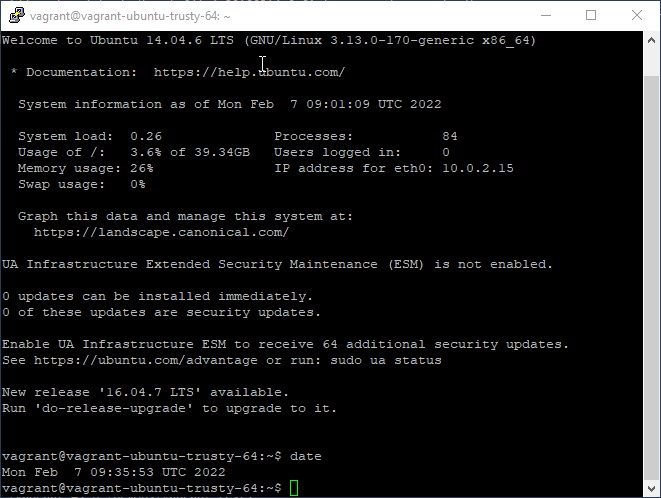 vagrant@vagrant-ubuntu-trusty-64: ~
Welcome to Ubuntu 14.04.6 LTS (GNU/Linux 3.13.0-170-generic x86_64)
* Documentation:  https://help.ubuntu.com/
System information as of Mon Feb  7 09:01:09 UTC 2022
System load:  0.26              Processes:           84
Usage of /:   3.6% of 39.34GB   Users logged in:     0
Memory usage: 26%               IP address for eth0: 10.0.2.15
Swap usage:   0%
Graph this data and manage this system at:
https://landscape.canonical.com/
UA Infrastructure Extended Security Maintenance (ESM) is not enabled.
0 updates can be installed immediately.
0 of these updates are security updates.
Enable UA Infrastructure ESM to receive 64 additional security updates.
See https://ubuntu.com/advantage or run: sudo ua status
New release '16.04.7 LTS' available.
Run 'do-release-upgrade' to upgrade to it.
vagrant@vagrant-ubuntu-trusty-64:~$ date
Mon Feb  7 09:35:53 UTC 2022
vagrant@vagrant-ubuntu-trusty-64:~$